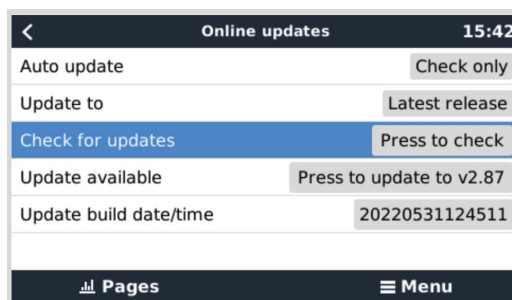 Online updates 15:42
Auto update Check only
Update to Latest release
Check for updates Press to check
Update available Press to update to v2.87
Update build date/time 20220531124511
Pages Menu